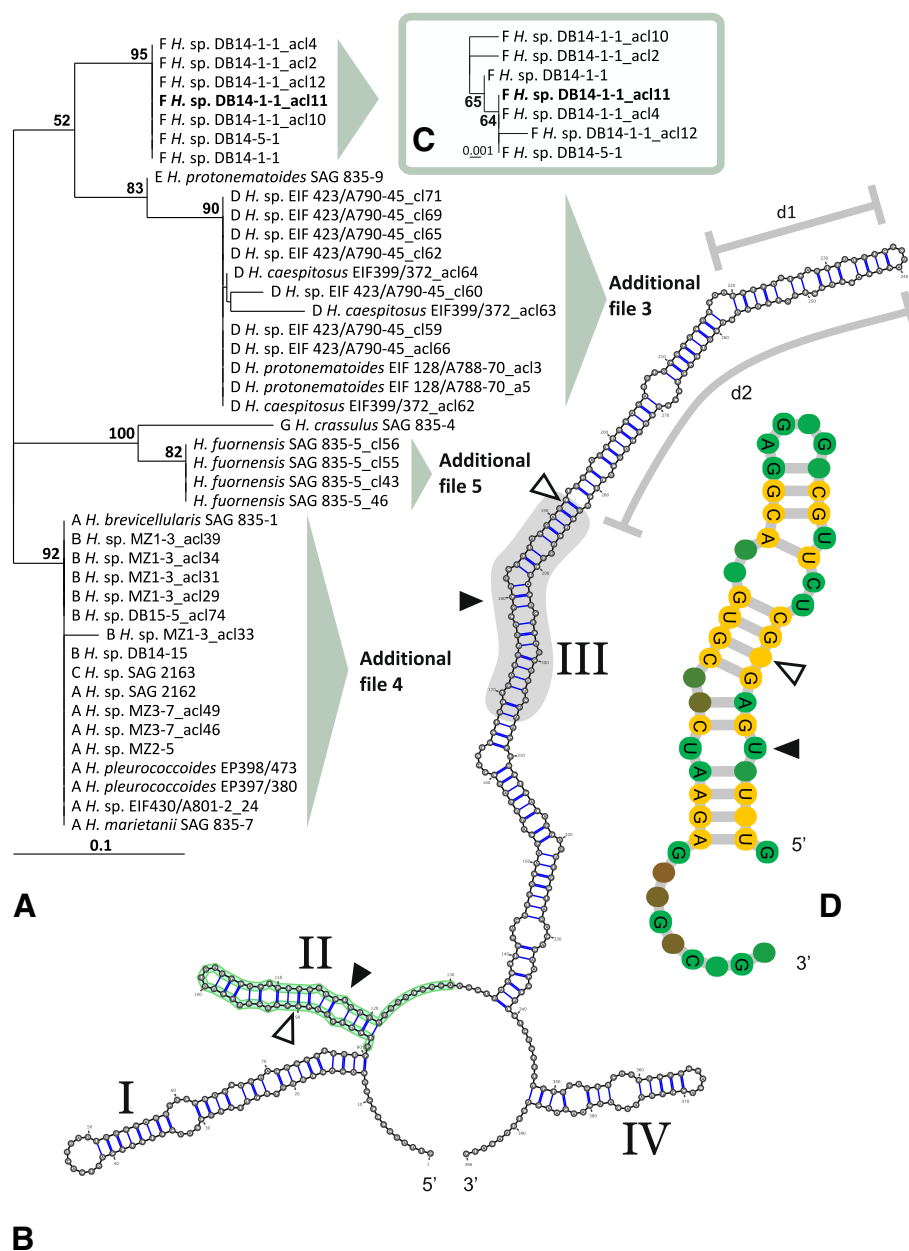 F H. sp. DB14-1-1_acl4
95
F H. sp. DB14-1-1_acl2
F H. sp. DB14-1-1_acl12
F H. sp. DB14-1-1_acl11
F H. sp. DB14-1-1_acl10
52
F H. sp. DB14-5-1
F H. sp. DB14-1-1
E H. protonematoides SAG 835-9
83
D H. sp. EIF 423/A790-45_cl71
90
D H. sp. EIF 423/A790-45_cl69
D H. sp. EIF 423/A790-45_cl65
D H. sp. EIF 423/A790-45_cl62
D H. caespitosus EIF399/372_acl64
D H. sp. EIF 423/A790-45_cl60
D H. caespitosus EIF399/372_acl63
D H. sp. EIF 423/A790-45_cl59
D H. sp. EIF 423/A790-45_acl66
D H. protonematoides EIF 128/A788-70_acl3
D H. protonematoides EIF 128/A788-70_a5
D H. caespitosus EIF399/372_acl62
G H. crassulus SAG 835-4
100
H. fuornensis SAG 835-5_cl56
82
H. fuornensis SAG 835-5_cl55
H. fuornensis SAG 835-5_cl43
H. fuornensis SAG 835-5_46
A H. brevicellularis SAG 835-1
B H. sp. MZ1-3_acl39
92
B H. sp. MZ1-3_acl34
B H. sp. MZ1-3_acl31
B H. sp. MZ1-3_acl29
B H. sp. DB15-5_acl74
B H. sp. MZ1-3_acl33
B H. sp. DB14-15
C H. sp. SAG 2163
A H. sp. SAG 2162
A H. sp. MZ3-7_acl49
A H. sp. MZ3-7_acl46
A H. sp. MZ2-5
A H. pleurococcoides EP398/473
A H. pleurococcoides EP397/380
A H. sp. EIF430/A801-2_24
A H. marietanii SAG 835-7
0.1
A
F H. sp. DB14-1-1_acl10
F H. sp. DB14-1-1_acl2
F H. sp. DB14-1-1
65
F H. sp. DB14-1-1_acl11
64
F H. sp. DB14-1-1_acl4
F H. sp. DB14-1-1_acl12
0.001
F H. sp. DB14-5-1
C
Additional
file 3
Additional
file 5
Additional
file 4
d1
d2
III
II
I
IV
5'
3'
B
G
A
G
G
G
C
C
G
A
U
U
C
U
G
U
G
C
C
G
G
A
C
G
U
U
A
U
A
G
A
U
G
G
G
C
G
5'
3'
D